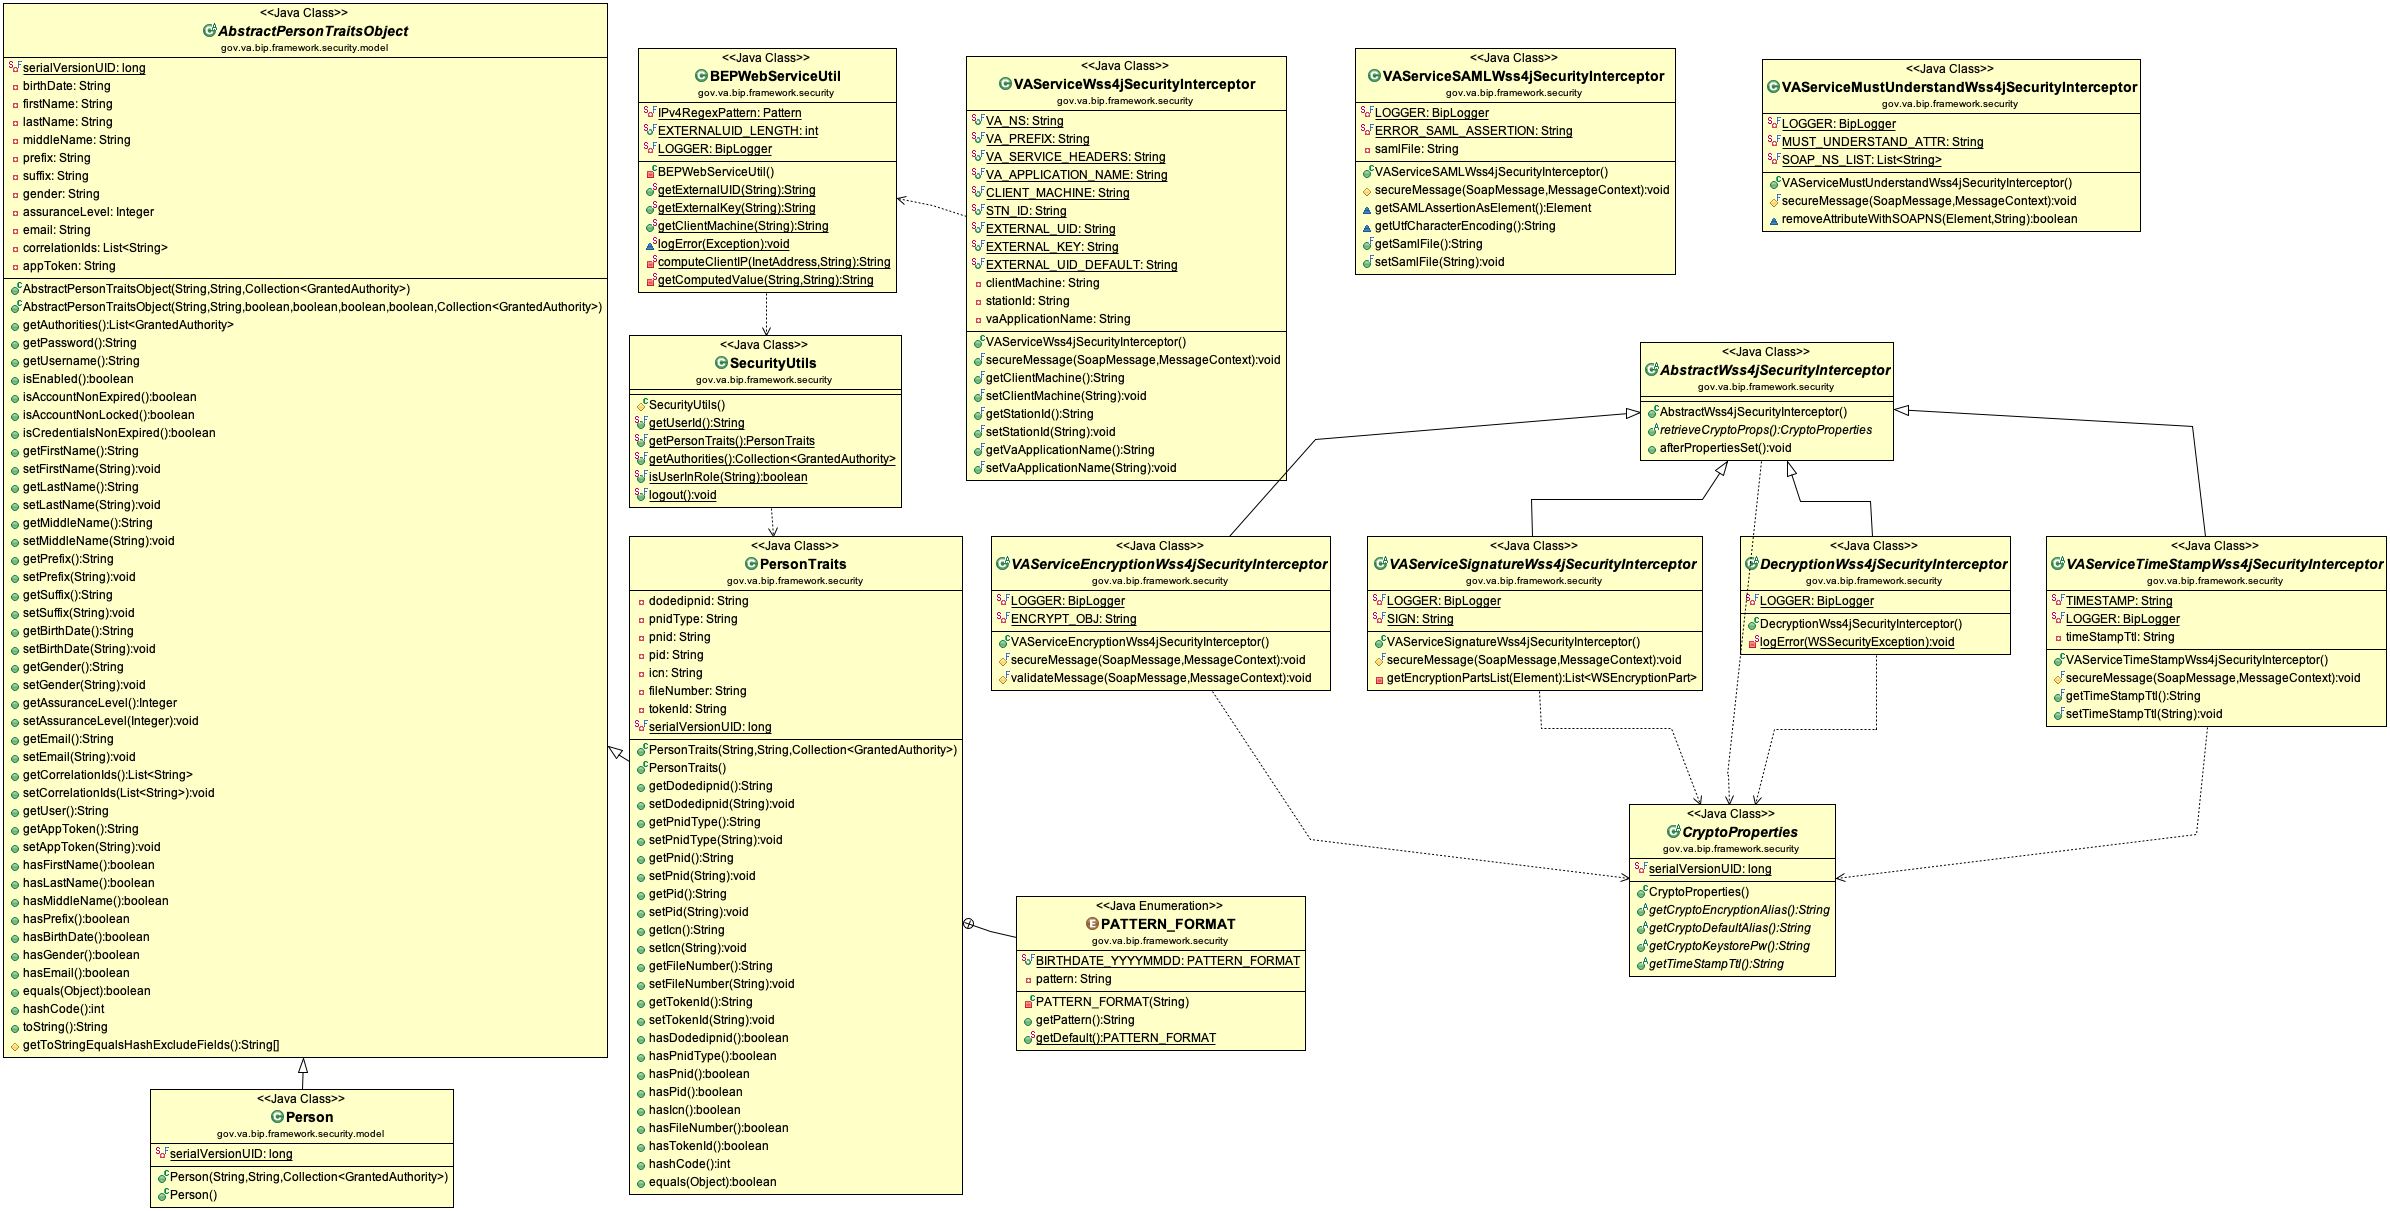 <<Java Class>>
AbstractPersonTraitsObject
gov.va.bip.framework.security.model
serialVersionUID: long
birthDate: String
firstName: String
lastName: String
middleName: String
prefix: String
suffix: String
gender: String
assuranceLevel: Integer
email: String
correlationIds: List<String>
appToken: String
AbstractPersonTraitsObject(String,String,Collection<GrantedAuthority>)
AbstractPersonTraitsObject(String,String,boolean,boolean,boolean,boolean,Collection<GrantedAuthority>)
getAuthorities():List<GrantedAuthority>
getPassword():String
getUsername():String
isEnabled():boolean
isAccountNonExpired():boolean
isAccountNonLocked():boolean
isCredentialsNonExpired():boolean
getFirstName():String
setFirstName(String):void
getLastName():String
setLastName(String):void
getMiddleName():String
setMiddleName(String):void
getPrefix():String
setPrefix(String):void
getSuffix():String
setSuffix(String):void
getBirthDate():String
setBirthDate(String):void
getGender():String
setGender(String):void
getAssuranceLevel():Integer
setAssuranceLevel(Integer):void
getEmail():String
setEmail(String):void
getCorrelationIds():List<String>
setCorrelationIds(List<String>):void
getUser():String
getAppToken():String
setAppToken(String):void
hasFirstName():boolean
hasLastName():boolean
hasMiddleName():boolean
hasPrefix():boolean
hasBirthDate():boolean
hasGender():boolean
hasEmail():boolean
equals(Object):boolean
hashCode():int
toString():String
getToStringEqualsHashExcludeFields():String[]
<<Java Class>>
Person
gov.va.bip.framework.security.model
serialVersionUID: long
Person(String,String,Collection<GrantedAuthority>)
Person()
<<Java Class>>
BEPWebServiceUtil
gov.va.bip.framework.security
IPv4RegexPattern: Pattern
EXTERNALUID_LENGTH: int
LOGGER: BipLogger
BEPWebServiceUtil()
getExternalUID(String):String
getExternalKey(String):String
getClientMachine(String):String
logError(Exception):void
computeClientIP(InetAddress,String):String
getComputedValue(String,String):String
<<Java Class>>
SecurityUtils
gov.va.bip.framework.security
SecurityUtils()
getUserId():String
getPersonTraits():PersonTraits
getAuthorities():Collection<GrantedAuthority>
isUserInRole(String):boolean
logout():void
<<Java Class>>
PersonTraits
gov.va.bip.framework.security
dodedipnid: String
pnidType: String
pnid: String
pid: String
icn: String
fileNumber: String
tokenId: String
serialVersionUID: long
PersonTraits(String,String,Collection<GrantedAuthority>)
PersonTraits()
getDodedipnid():String
setDodedipnid(String):void
getPnidType():String
setPnidType(String):void
getPnid():String
setPnid(String):void
getPid():String
setPid(String):void
getIcn():String
setIcn(String):void
getFileNumber():String
setFileNumber(String):void
getTokenId():String
setTokenId(String):void
hasDodedipnid():boolean
hasPnidType():boolean
hasPnid():boolean
hasPid():boolean
hasIcn():boolean
hasFileNumber():boolean
hasTokenId():boolean
hashCode():int
equals(Object):boolean
<<Java Class>>
VAServiceWss4jSecurityInterceptor
gov.va.bip.framework.security
VA_NS: String
VA_PREFIX: String
VA_SERVICE_HEADERS: String
VA_APPLICATION_NAME: String
CLIENT_MACHINE: String
STN_ID: String
EXTERNAL_UID: String
EXTERNAL_KEY: String
EXTERNAL_UID_DEFAULT: String
clientMachine: String
stationId: String
vaApplicationName: String
VAServiceWss4jSecurityInterceptor()
secureMessage(SoapMessage,MessageContext):void
getClientMachine():String
setClientMachine(String):void
getStationId():String
setStationId(String):void
getVaApplicationName():String
setVaApplicationName(String):void
<<Java Class>>
VAServiceSAMLWss4jSecurityInterceptor
gov.va.bip.framework.security
LOGGER: BipLogger
ERROR_SAML_ASSERTION: String
samlFile: String
VAServiceSAMLWss4jSecurityInterceptor()
secureMessage(SoapMessage,MessageContext):void
getSAMLAssertionAsElement():Element
getUtfCharacterEncoding():String
getSamlFile():String
setSamlFile(String):void
<<Java Class>>
VAServiceMustUnderstandWss4jSecurityInterceptor
gov.va.bip.framework.security
LOGGER: BipLogger
MUST_UNDERSTAND_ATTR: String
SOAP_NS_LIST: List<String>
VAServiceMustUnderstandWss4jSecurityInterceptor()
secureMessage(SoapMessage,MessageContext):void
removeAttributeWithSOAPNS(Element,String):boolean
<<Java Class>>
AbstractWss4jSecurityInterceptor
gov.va.bip.framework.security
AbstractWss4jSecurityInterceptor()
retrieveCryptoProps():CryptoProperties
afterPropertiesSet():void
<<Java Class>>
VAServiceEncryptionWss4jSecurityInterceptor
gov.va.bip.framework.security
LOGGER: BipLogger
ENCRYPT_OBJ: String
VAServiceEncryptionWss4jSecurityInterceptor()
secureMessage(SoapMessage,MessageContext):void
validateMessage(SoapMessage,MessageContext):void
<<Java Class>>
VAServiceSignatureWss4jSecurityInterceptor
gov.va.bip.framework.security
LOGGER: BipLogger
SIGN: String
VAServiceSignatureWss4jSecurityInterceptor()
secureMessage(SoapMessage,MessageContext):void
getEncryptionPartsList(Element):List<WSEncryptionPart>
<<Java Class>>
DecryptionWss4jSecurityInterceptor
gov.va.bip.framework.security
LOGGER: BipLogger
DecryptionWss4jSecurityInterceptor()
logError(WSSecurityException):void
<<Java Class>>
VAServiceTimeStampWss4jSecurityInterceptor
gov.va.bip.framework.security
TIMESTAMP: String
LOGGER: BipLogger
timeStampTtl: String
VAServiceTimeStampWss4jSecurityInterceptor()
secureMessage(SoapMessage,MessageContext):void
getTimeStampTtl():String
setTimeStampTtl(String):void
<<Java Class>>
CryptoProperties
gov.va.bip.framework.security
serialVersionUID: long
CryptoProperties()
getCryptoEncryptionAlias():String
getCryptoDefaultAlias():String
getCryptoKeystorePw():String
getTimeStampTtl():String
<<Java Enumeration>>
PATTERN_FORMAT
gov.va.bip.framework.security
BIRTHDATE_YYYYMMDD: PATTERN_FORMAT
pattern: String
PATTERN_FORMAT(String)
getPattern():String
getDefault():PATTERN_FORMAT